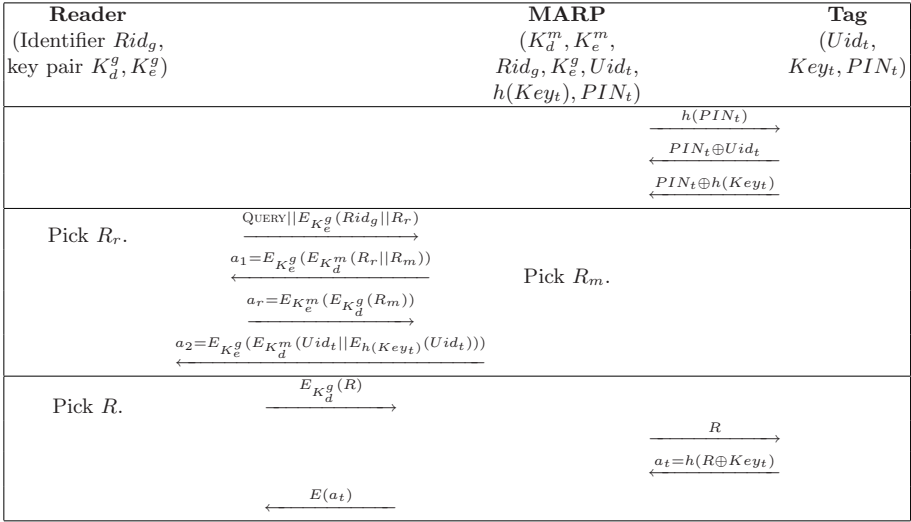 Reader MARP Tag
(Identifier Rid_g, (K_d^m, K_e^m, (Uid_t,
key pair K_d^g, K_e^g) Rid_g, K_e^g, Uid_t, Key_t, PIN_t)
h(Key_t), PIN_t)
h(PIN_t)
PIN_t⊕Uid_t
PIN_t⊕h(Key_t)
Pick R_r. QUERY||E_{K_e^g}(Rid_g||R_r)
a_1=E_{K_e^g}(E_{K_d^m}(R_r||R_m)) Pick R_m.
a_r=E_{K_e^m}(E_{K_d^g}(R_m))
a_2=E_{K_e^g}(E_{K_d^m}(Uid_t||E_{h(Key_t)}(Uid_t)))
Pick R. E_{K_d^g}(R)
R
a_t=h(R⊕Key_t)
E(a_t)